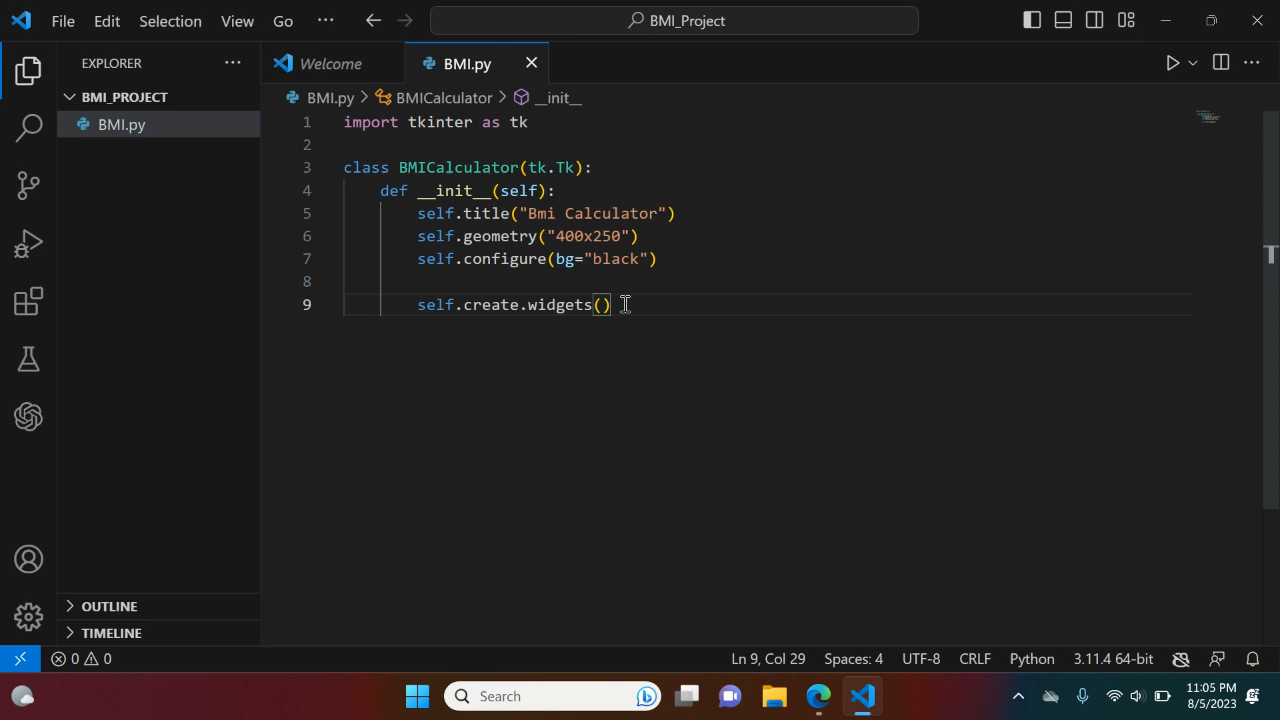 File Edit Selection View Go ··· BMI_Project
EXPLORER ···
Welcome BMI.py
BMI_PROJECT
BMI.py
BMI.py > BMICalculator > __init__
1 import tkinter as tk
2
3 class BMICalculator(tk.Tk):
4 def __init__(self):
5 self.title("Bmi Calculator")
6 self.geometry("400x250")
7 self.configure(bg="black")
8
9 self.create.widgets()
OUTLINE
TIMELINE
0 0 Ln 9, Col 29 Spaces: 4 UTF-8 CRLF Python 3.11.4 64-bit
Search
11:05 PM
8/5/2023